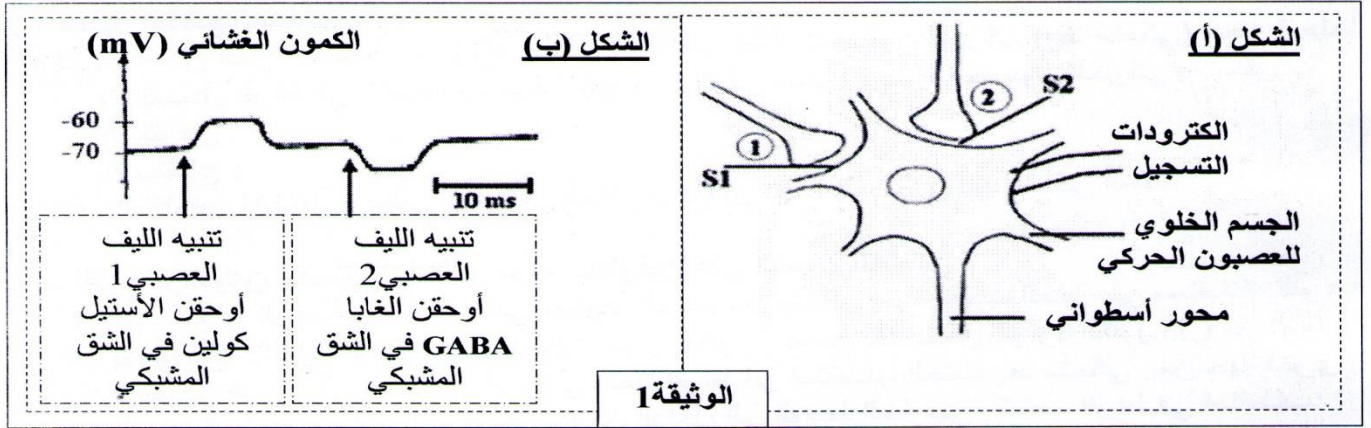 الشكل (أ)
S2
2
1
S1
الكترودات
التسجيل
الجسم الخلوي
للعصبون الحركي
محور أسطواني
الشكل (ب)
الكمون الغشائي (mV)
-60
-70
10 ms
تنبيه الليف
العصبي1
أوحقن الأستيل
كولين في الشق
المشبكي
تنبيه الليف
العصبي2
أوحقن الغابا
GABA في الشق
المشبكي
الوثيقة1